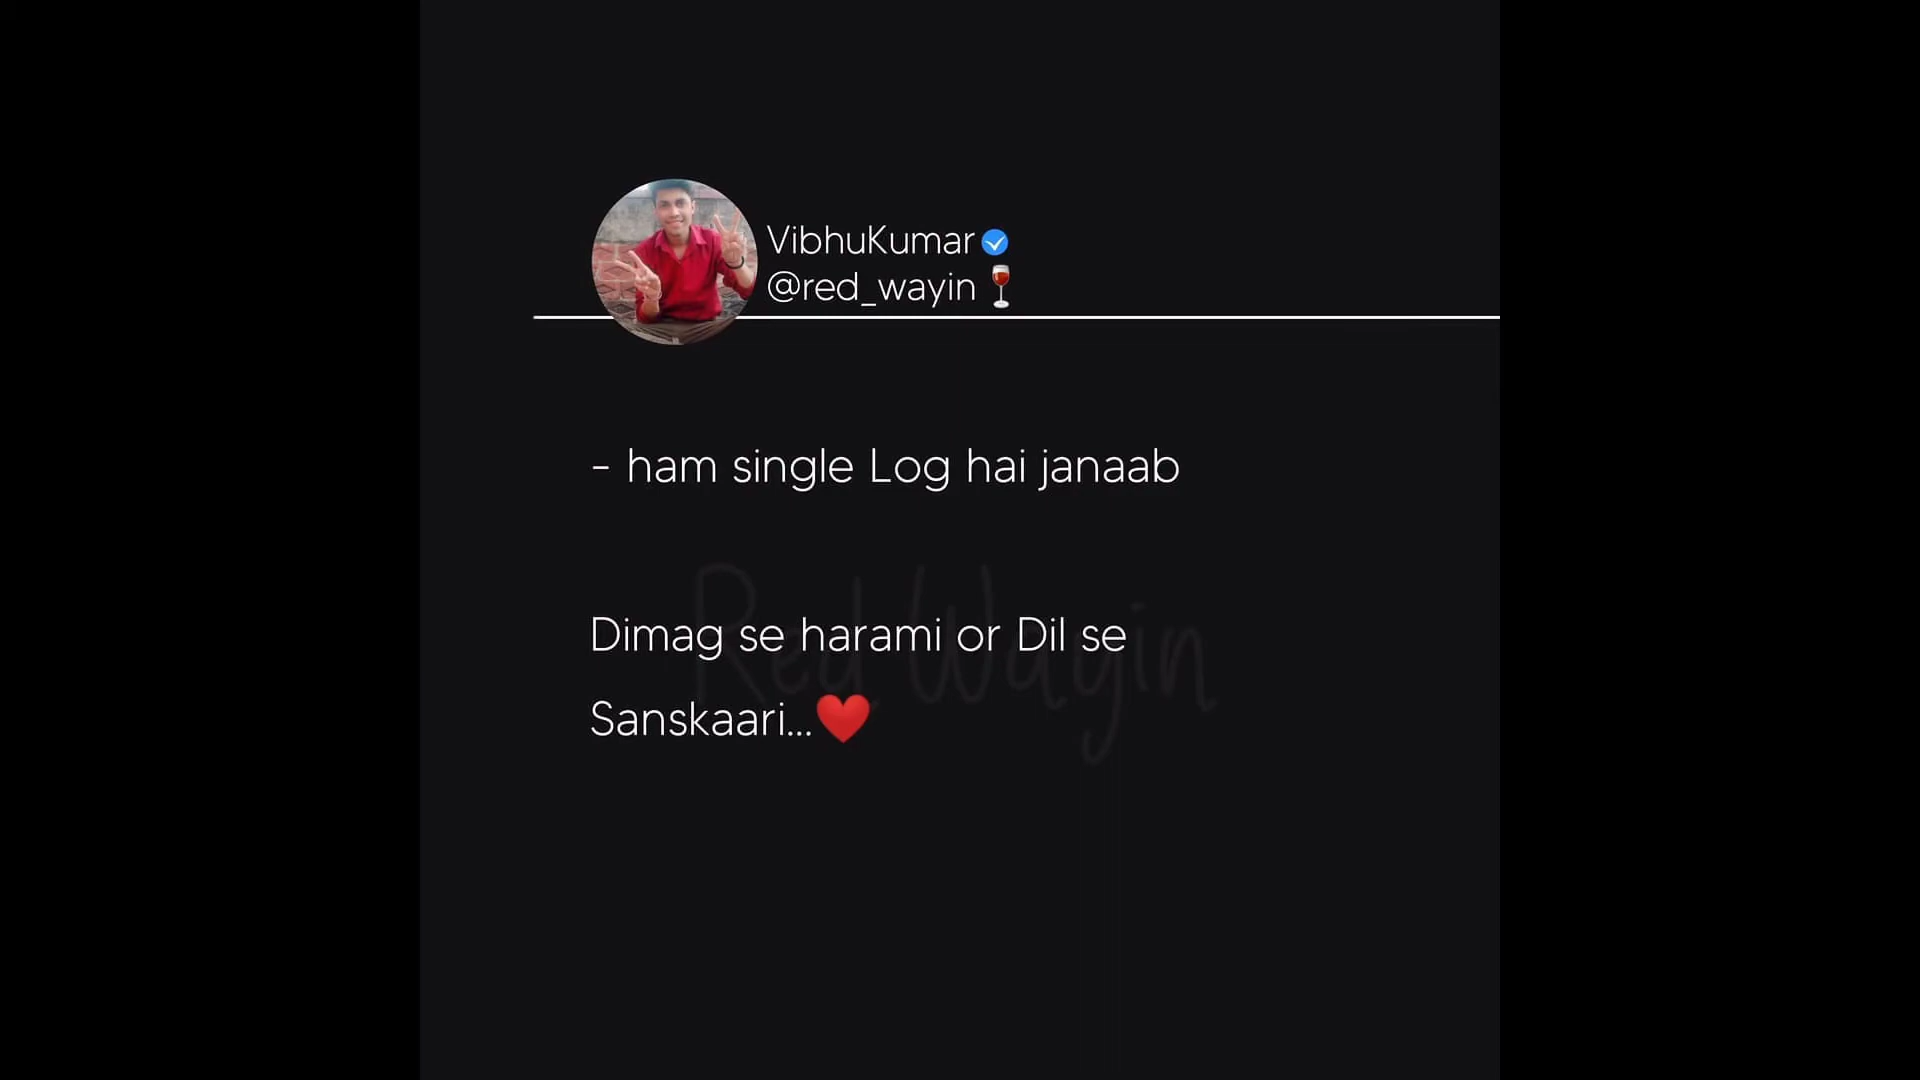 VibhuKumar
@red_wayin🍷
- ham single Log hai janaab
Red Wayin
Dimag se harami or Dil se
Sanskaari...❤️